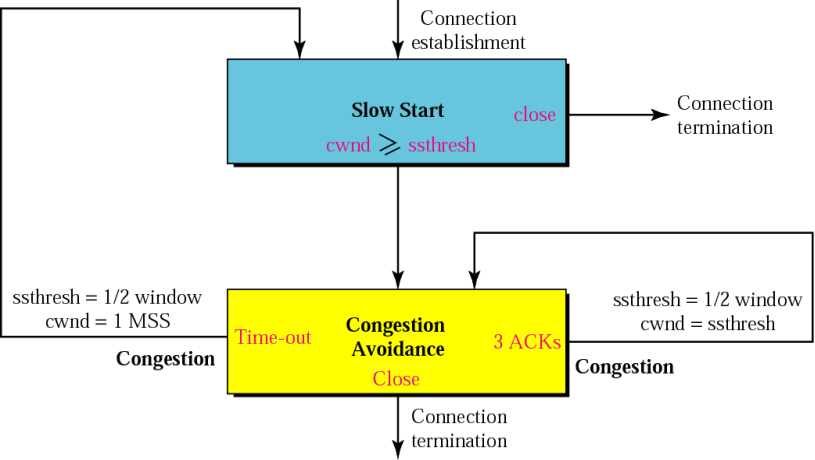 Connection
establishment
Slow Start
close
cwnd ⩾ ssthresh
Connection
termination
ssthresh = 1/2 window
cwnd = 1 MSS
Congestion
Time-out
Congestion
Avoidance
3 ACKs
Close
ssthresh = 1/2 window
cwnd = ssthresh
Congestion
Connection
termination